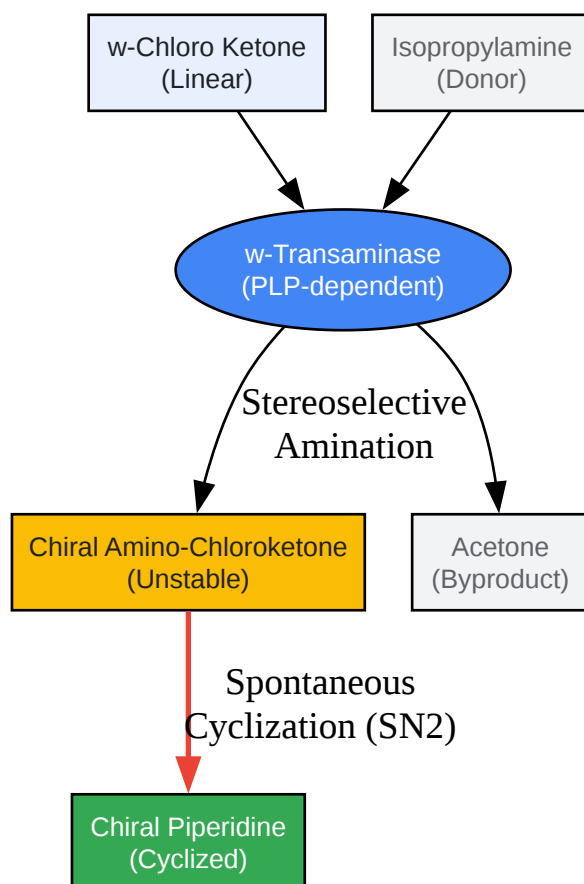 w-Chloro Ketone
(Linear)
Isopropylamine
(Donor)
w-Transaminase
(PLP-dependent)
Stereoselective
Amination
Chiral Amino-Chloroketone
(Unstable)
Acetone
(Byproduct)
Spontaneous
Cyclization (SN2)
Chiral Piperidine
(Cyclized)